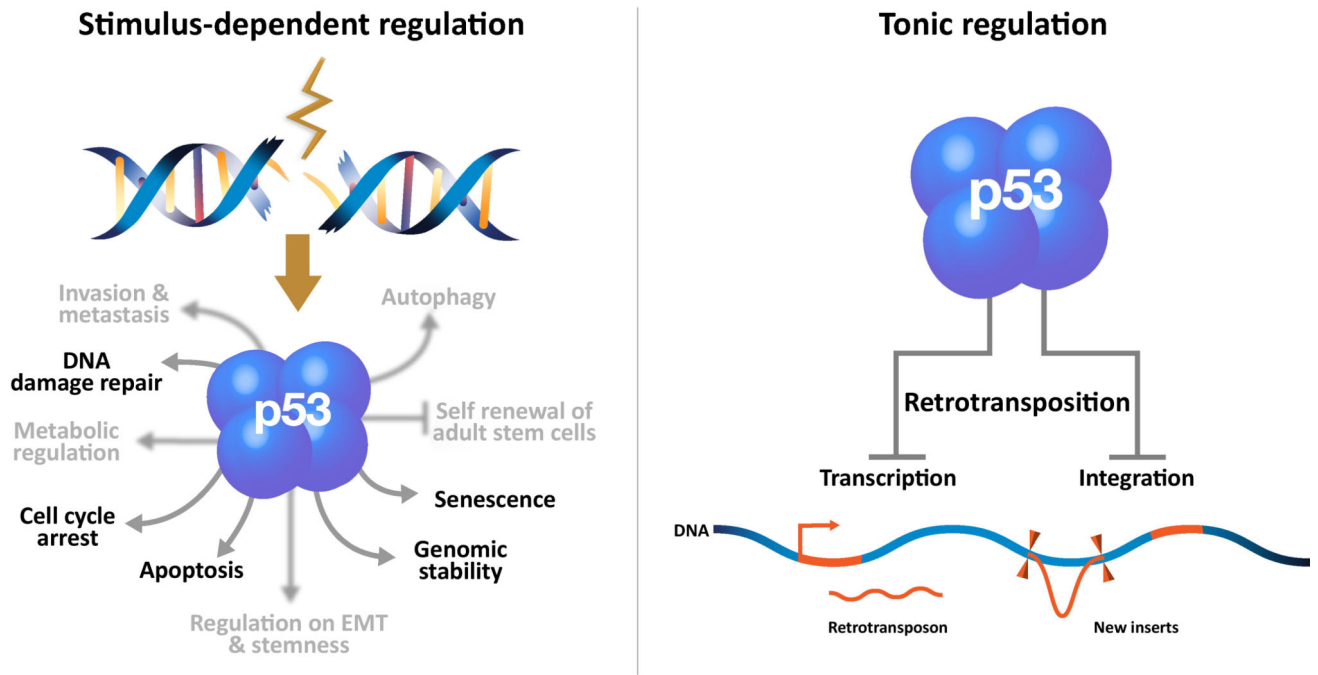 Stimulus-dependent regulation
Invasion &
metastasis
Autophagy
DNA
damage repair
p53
Self renewal of
adult stem cells
Metabolic
regulation
Senescence
Cell cycle
arrest
Apoptosis
Genomic
stability
Regulation on EMT
& stemness
Tonic regulation
p53
Retrotransposition
Transcription
Integration
DNA
Retrotransposon
New inserts